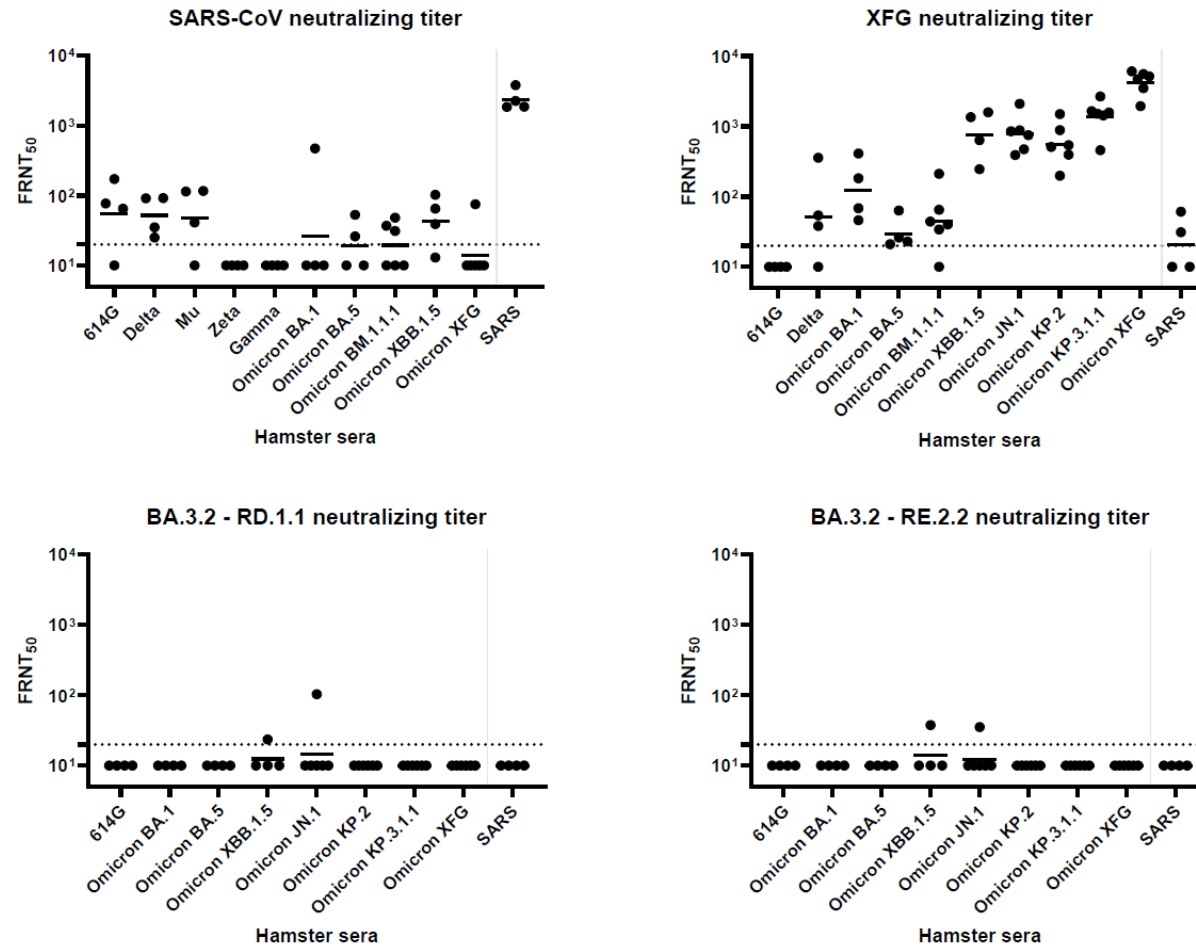 SARS-CoV neutralizing titer
10⁴
10³
10²
10¹
FRNT₅₀
614G
Delta
Mu
Zeta
Gamma
Omicron BA.1
Omicron BA.5
Omicron BM.1.1.1
Omicron XBB.1.5
Omicron XFG
SARS
Hamster sera
XFG neutralizing titer
10⁴
10³
10²
10¹
FRNT₅₀
614G
Delta
Omicron BA.1
Omicron BA.5
Omicron BM.1.1.1
Omicron XBB.1.5
Omicron JN.1
Omicron KP.2
Omicron KP.3.1.1
Omicron XFG
SARS
Hamster sera
BA.3.2 - RD.1.1 neutralizing titer
10⁴
10³
10²
10¹
FRNT₅₀
614G
Omicron BA.1
Omicron BA.5
Omicron XBB.1.5
Omicron JN.1
Omicron KP.2
Omicron KP.3.1.1
Omicron XFG
SARS
Hamster sera
BA.3.2 - RE.2.2 neutralizing titer
10⁴
10³
10²
10¹
FRNT₅₀
614G
Omicron BA.1
Omicron BA.5
Omicron XBB.1.5
Omicron JN.1
Omicron KP.2
Omicron KP.3.1.1
Omicron XFG
SARS
Hamster sera